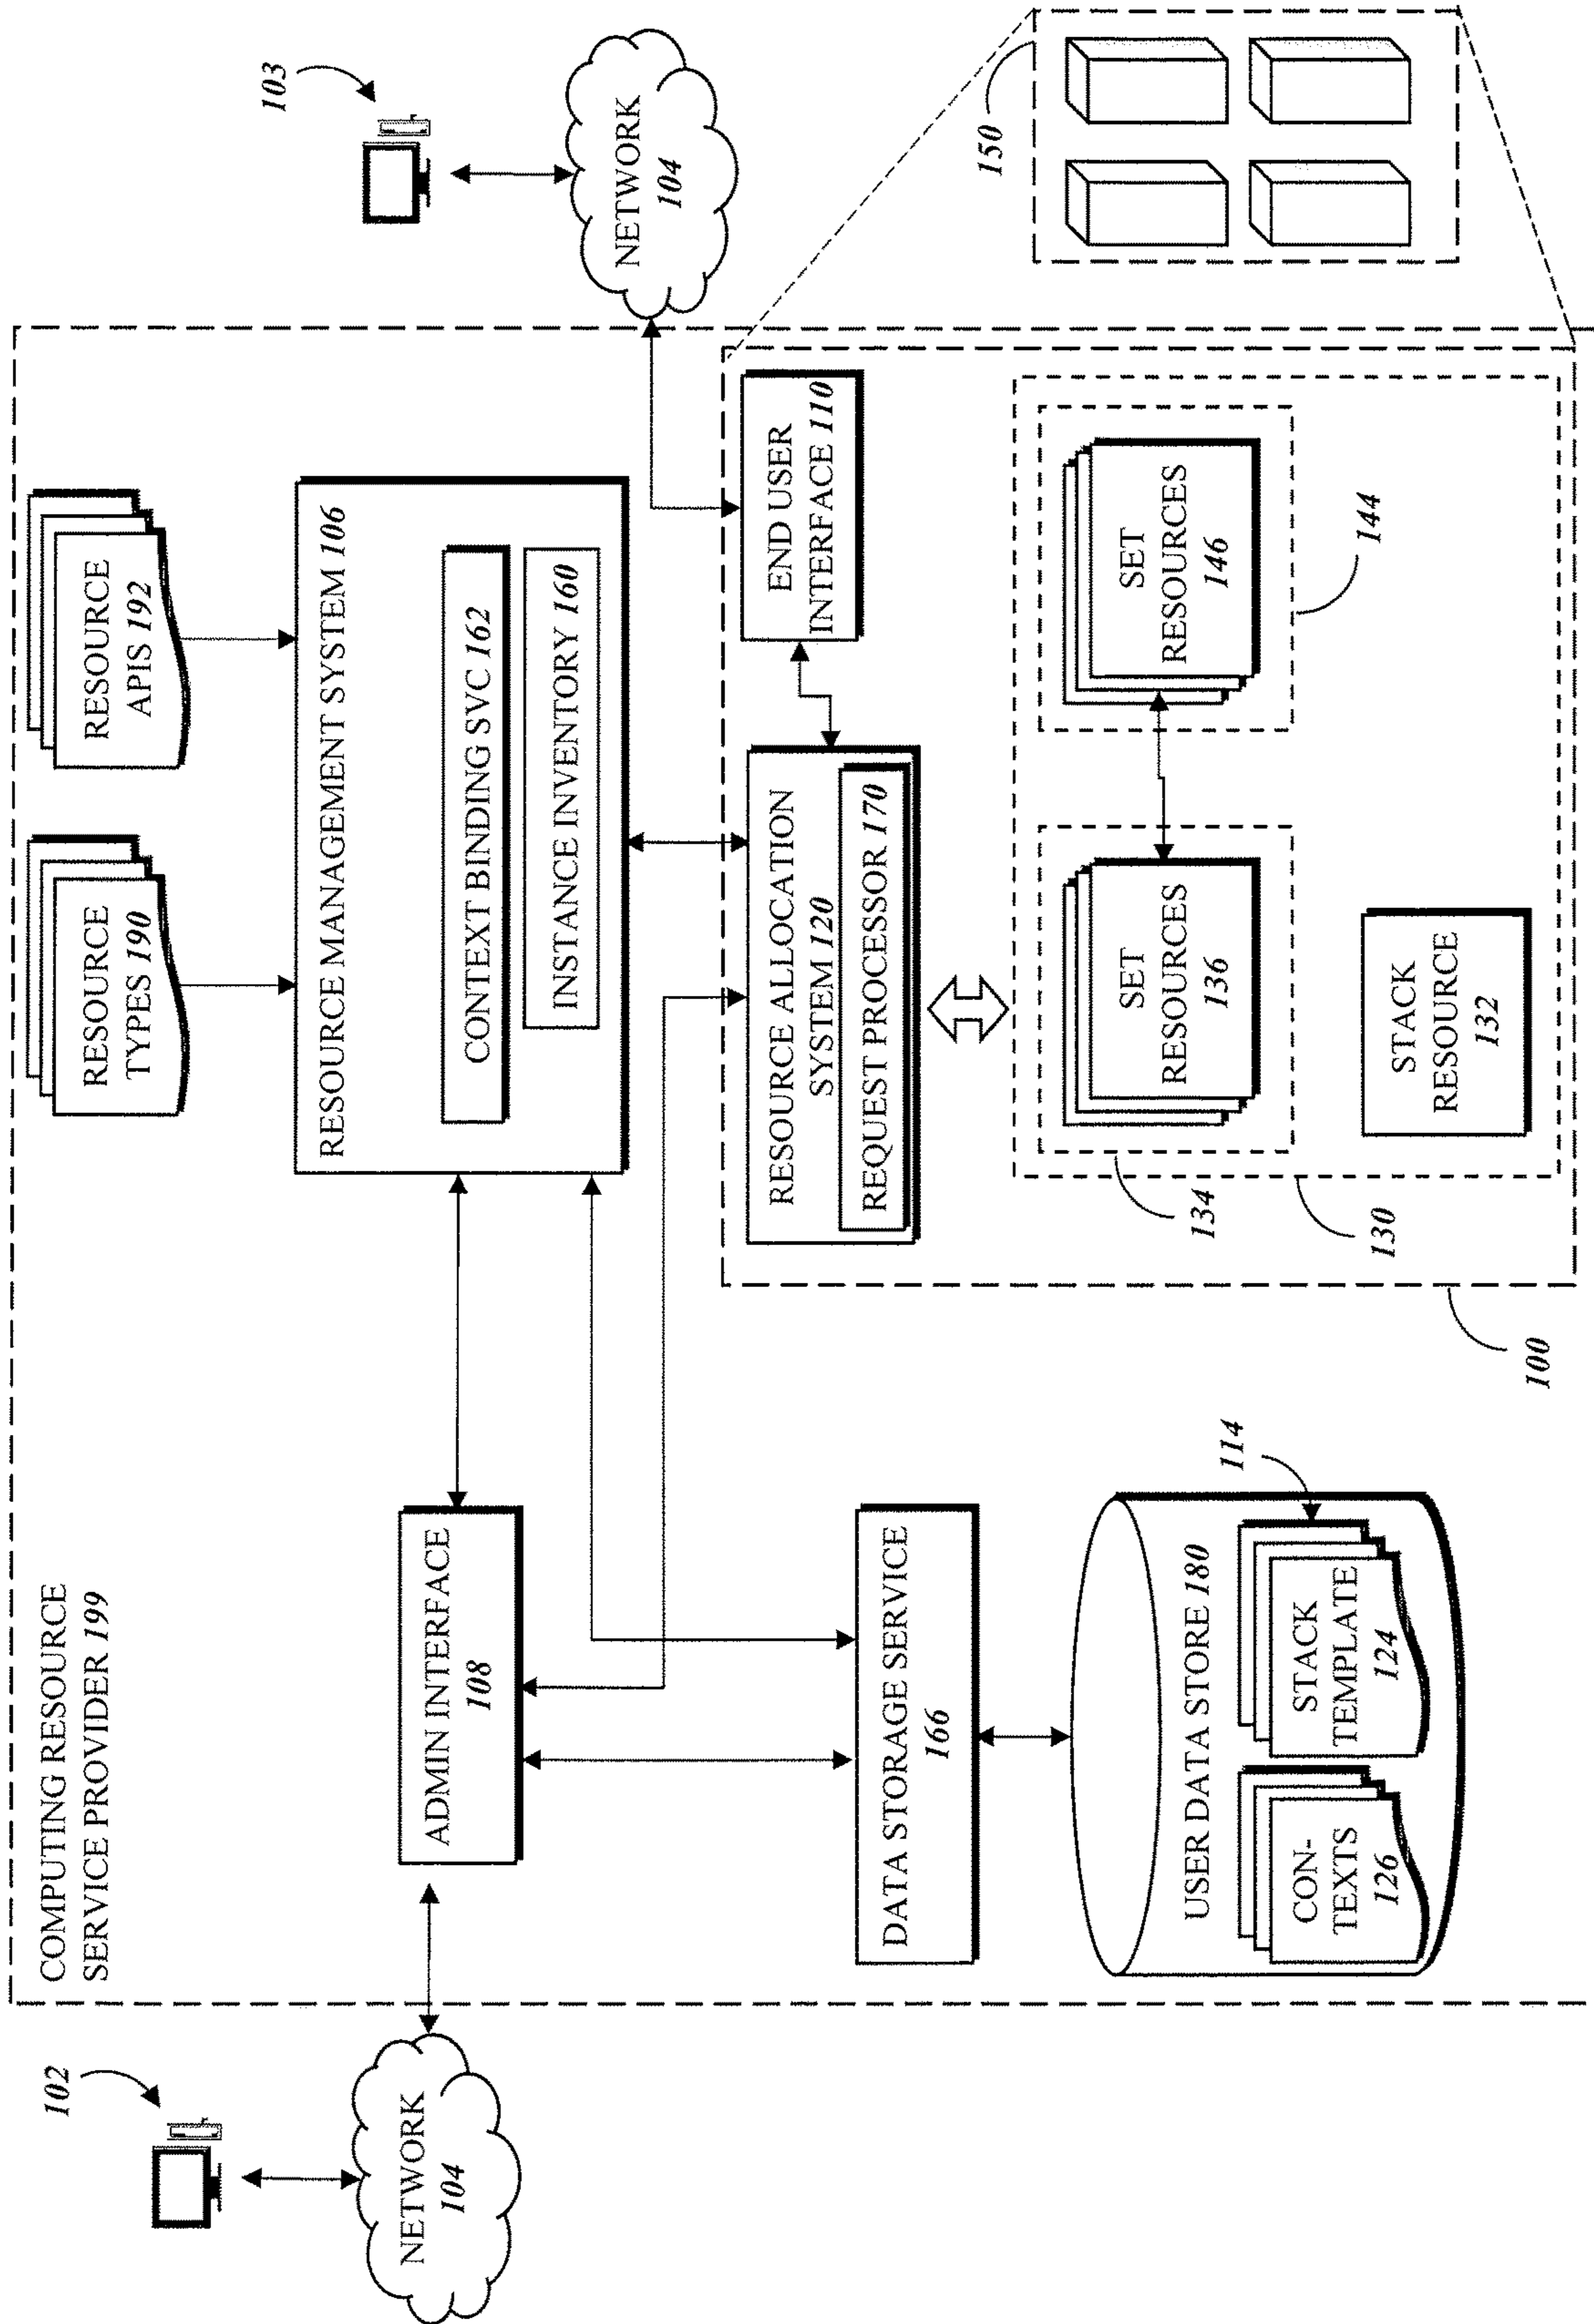 102
NETWORK
104
COMPUTING RESOURCE
SERVICE PROVIDER 199
ADMIN INTERFACE
108
DATA STORAGE SERVICE
166
USER DATA STORE 180
CON-
TEXTS
126
STACK
TEMPLATE
124
114
RESOURCE
TYPES 190
RESOURCE
APIS 192
RESOURCE MANAGEMENT SYSTEM 106
CONTEXT BINDING SVC 162
INSTANCE INVENTORY 160
103
NETWORK
104
END USER
INTERFACE 110
RESOURCE ALLOCATION
SYSTEM 120
REQUEST PROCESSOR 170
SET
RESOURCES
136
SET
RESOURCES
146
STACK
RESOURCE
132
134
130
144
100
150